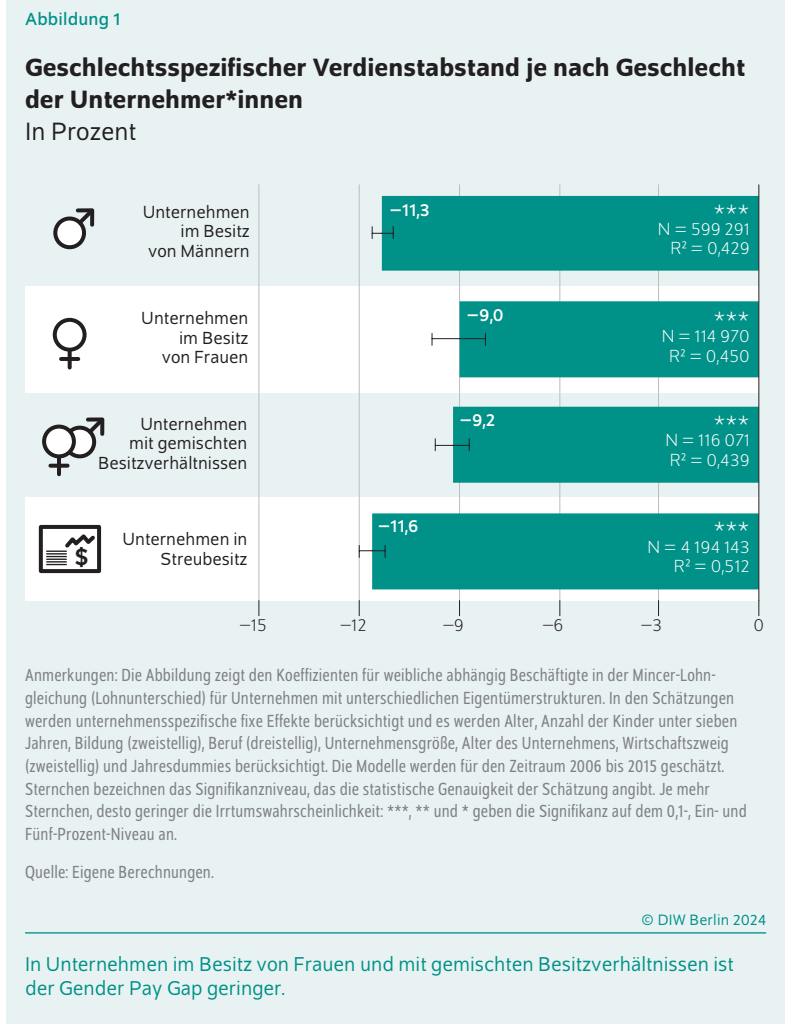 Abbildung 1
Geschlechtsspezifischer Verdienstabstand je nach Geschlecht
der Unternehmer*innen
In Prozent
Unternehmen
im Besitz
von Männern
−11,3
***
N = 599 291
R² = 0,429
Unternehmen
im Besitz
von Frauen
−9,0
***
N = 114 970
R² = 0,450
Unternehmen
mit gemischten
Besitzverhältnissen
−9,2
***
N = 116 071
R² = 0,439
Unternehmen in
Streubesitz
$
−11,6
***
N = 4 194 143
R² = 0,512
−15 −12 −9 −6 −3 0
Anmerkungen: Die Abbildung zeigt den Koeffizienten für weibliche abhängig Beschäftigte in der Mincer-Lohn-
gleichung (Lohnunterschied) für Unternehmen mit unterschiedlichen Eigentümerstrukturen. In den Schätzungen
werden unternehmensspezifische fixe Effekte berücksichtigt und es werden Alter, Anzahl der Kinder unter sieben
Jahren, Bildung (zweistellig), Beruf (dreistellig), Unternehmensgröße, Alter des Unternehmens, Wirtschaftszweig
(zweistellig) und Jahresdummies berücksichtigt. Die Modelle werden für den Zeitraum 2006 bis 2015 geschätzt.
Sternchen bezeichnen das Signifikanzniveau, das die statistische Genauigkeit der Schätzung angibt. Je mehr
Sternchen, desto geringer die Irrtumswahrscheinlichkeit: ***, ** und * geben die Signifikanz auf dem 0,1-, Ein- und
Fünf-Prozent-Niveau an.
Quelle: Eigene Berechnungen.
© DIW Berlin 2024
In Unternehmen im Besitz von Frauen und mit gemischten Besitzverhältnissen ist
der Gender Pay Gap geringer.